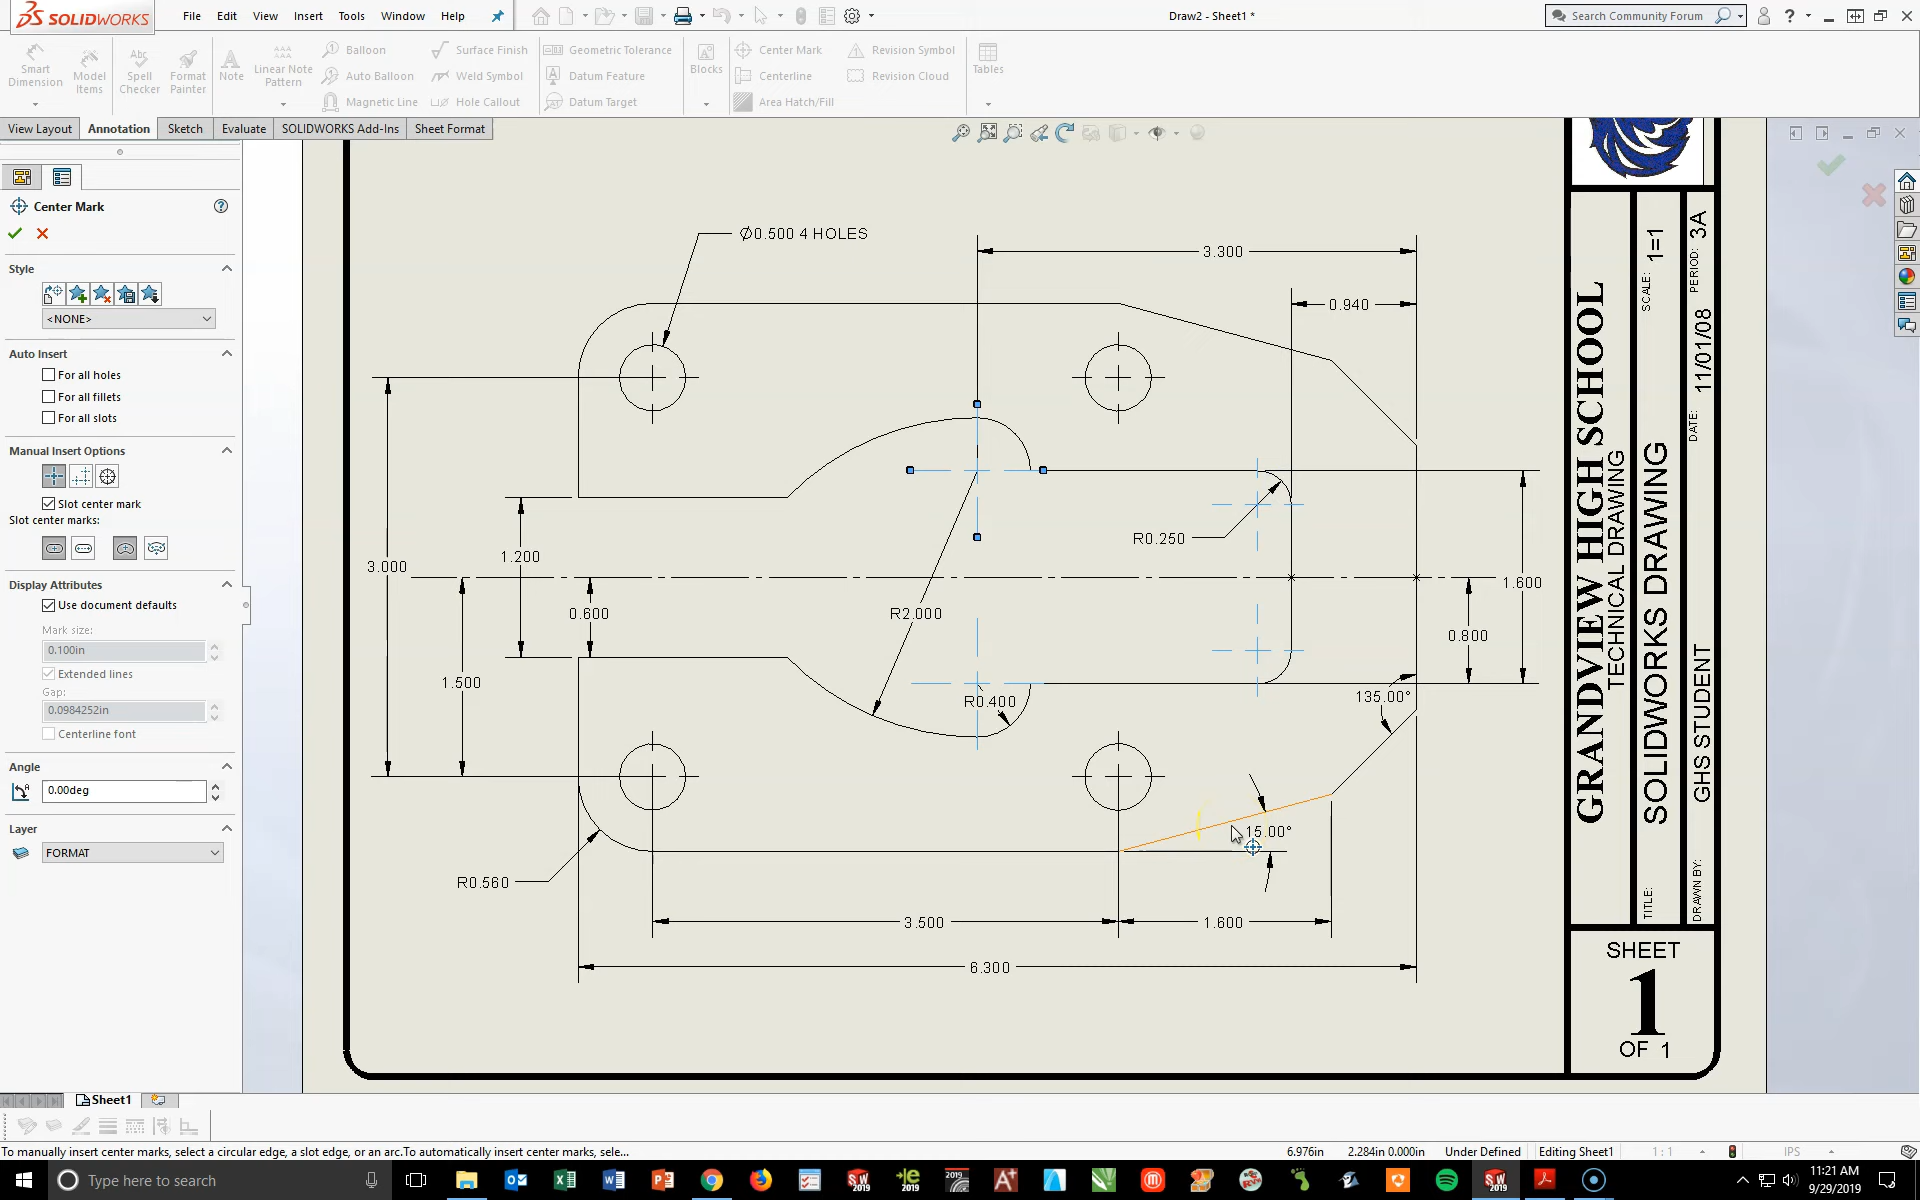 SOLIDWORKS
File Edit View Insert Tools Window Help
Draw2 - Sheet1 *
Search Community Forum
Smart Dimension
Model Items
Spell Checker
Format Painter
Note
Linear Note Pattern
Balloon
Auto Balloon
Magnetic Line
Surface Finish
Weld Symbol
Hole Callout
Geometric Tolerance
Datum Feature
Datum Target
Blocks
Center Mark
Centerline
Area Hatch/Fill
Revision Symbol
Revision Cloud
Tables
View Layout Annotation Sketch Evaluate SOLIDWORKS Add-Ins Sheet Format
Center Mark
Style
<NONE>
Auto Insert
For all holes
For all fillets
For all slots
Manual Insert Options
Slot center mark
Slot center marks:
Display Attributes
Use document defaults
Mark size:
0.100in
Extended lines
Gap:
0.0984252in
Centerline font
Angle
0.00deg
Layer
FORMAT
Ø0.500 4 HOLES
3.300
0.940
R0.250
3.000
1.200
0.600
R2.000
1.600
0.800
1.500
R0.400
135.00°
15.00°
R0.560
3.500
1.600
6.300
GRANDVIEW HIGH SCHOOL
TECHNICAL DRAWING
SCALE: 1=1
TITLE: SOLIDWORKS DRAWING
PERIOD: 3A
DATE: 11/01/08
DRAWN BY: GHS STUDENT
SHEET
1
OF 1
Sheet1
To manually insert center marks, select a circular edge, a slot edge, or an arc.To automatically insert center marks, sele...
6.976in 2.284in 0.000in Under Defined Editing Sheet1 1 : 1 IPS
Type here to search
11:21 AM
9/29/2019